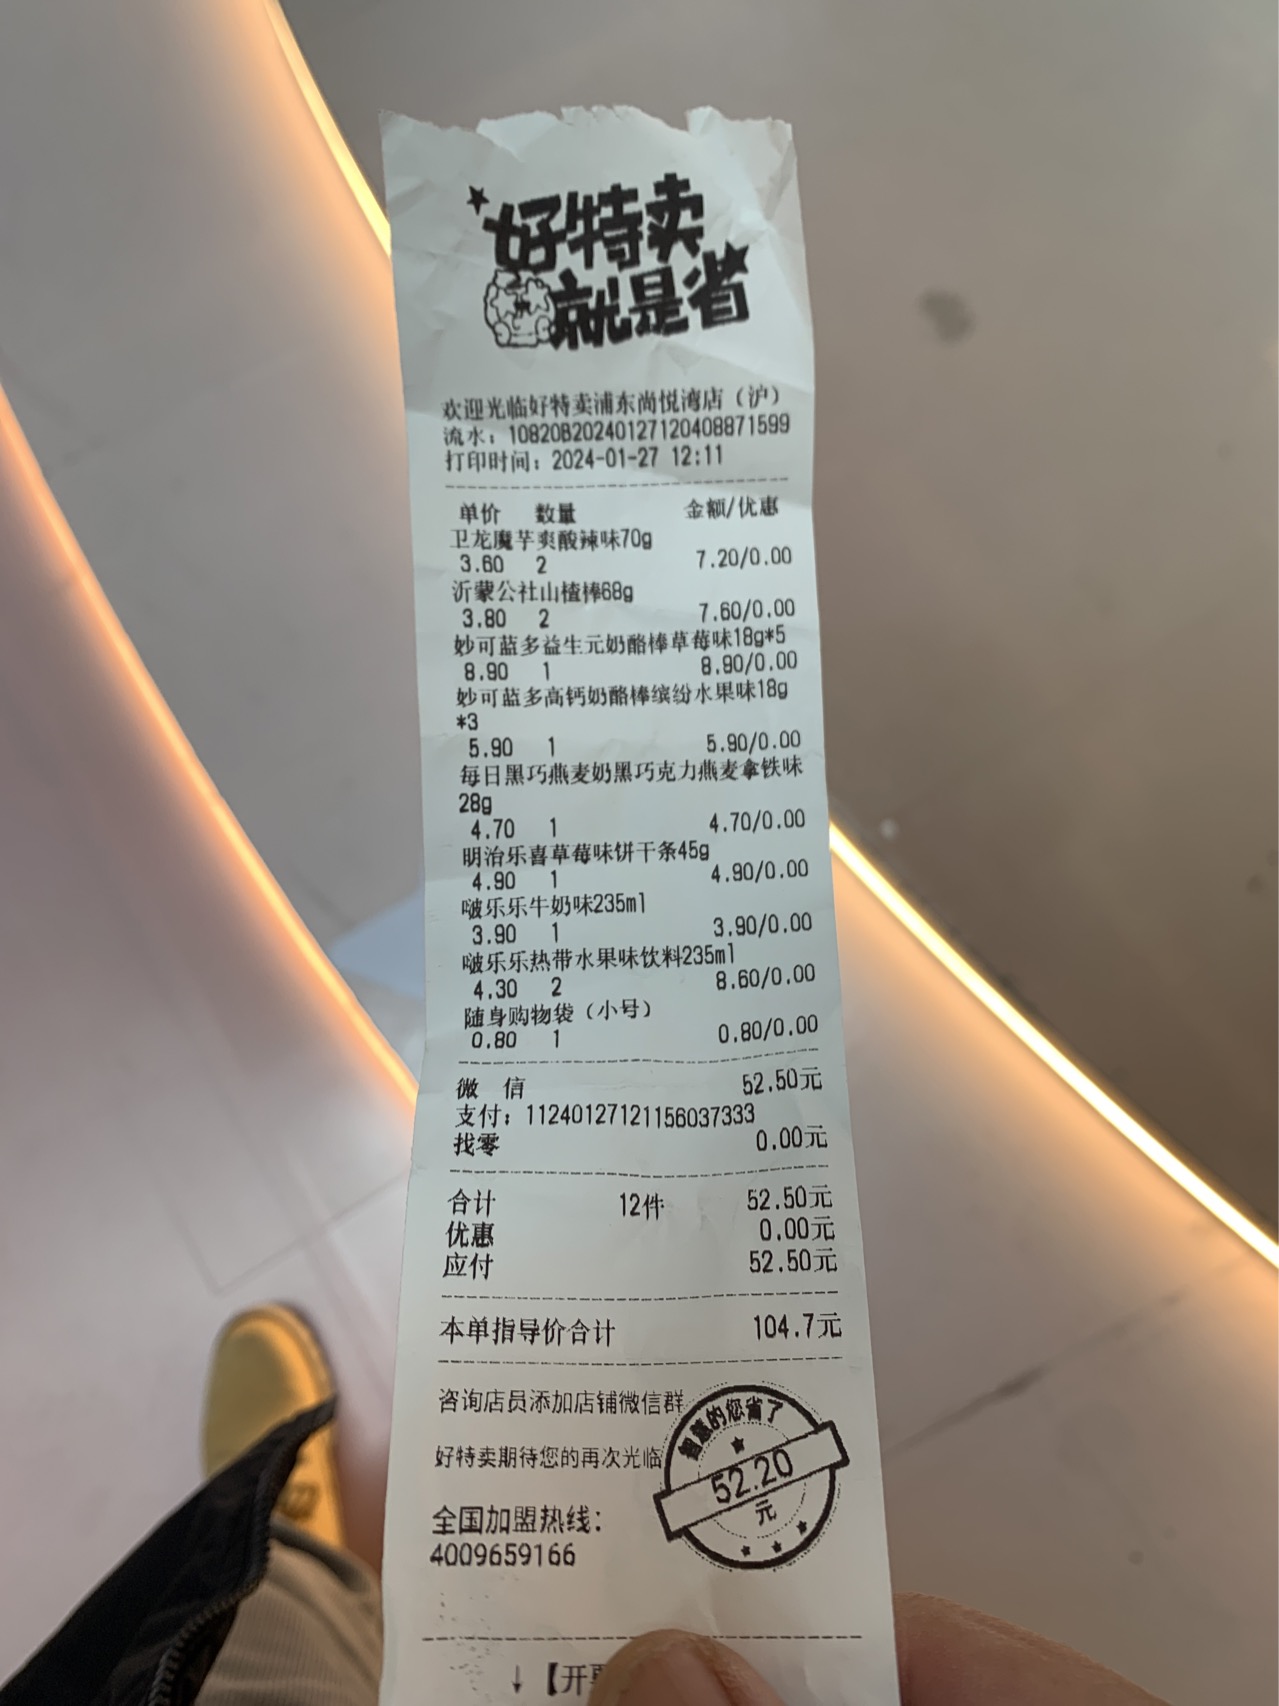 好特卖
就是省
欢迎光临好特卖浦东尚悦湾店（沪）
流水：10820820240127120408871599
打印时间：2024-01-27 12:11
单价 数量 金额/优惠
卫龙魔芋爽酸辣味70g
3.60 2 7.20/0.00
沂蒙公社山楂棒68g
3.80 2 7.60/0.00
妙可蓝多益生元奶酪棒草莓味18g*5
8.90 1 8.90/0.00
妙可蓝多高钙奶酪棒缤纷水果味18g
*3
5.90 1 5.90/0.00
每日黑巧燕麦奶黑巧克力燕麦拿铁味
28g
4.70 1 4.70/0.00
明治乐喜草莓味饼干条45g
4.90 1 4.90/0.00
啵乐乐牛奶味235ml
3.90 1 3.90/0.00
啵乐乐热带水果味饮料235ml
4.30 2 8.60/0.00
随身购物袋（小号）
0.80 1 0.80/0.00
微 信 52.50元
支付：11240127121156037333
找零 0.00元
合计 12件 52.50元
优惠 0.00元
应付 52.50元
本单指导价合计 104.7元
咨询店员添加店铺微信群
好特卖期待您的再次光临
智慧的您省了
52.20
元
全国加盟热线：
4009659166
↓【开